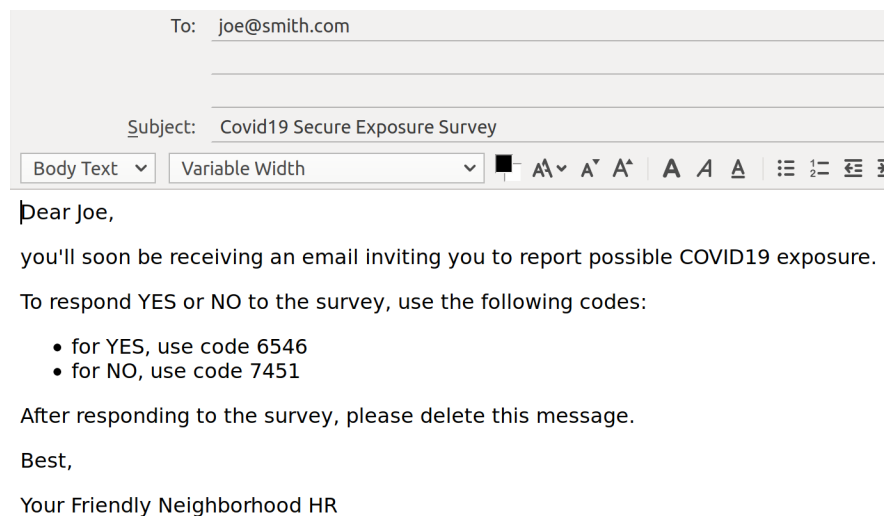 To: joe@smith.com
Subject: Covid19 Secure Exposure Survey
Body Text Variable Width
Dear Joe,
you'll soon be receiving an email inviting you to report possible COVID19 exposure.
To respond YES or NO to the survey, use the following codes:
• for YES, use code 6546
• for NO, use code 7451
After responding to the survey, please delete this message.
Best,
Your Friendly Neighborhood HR